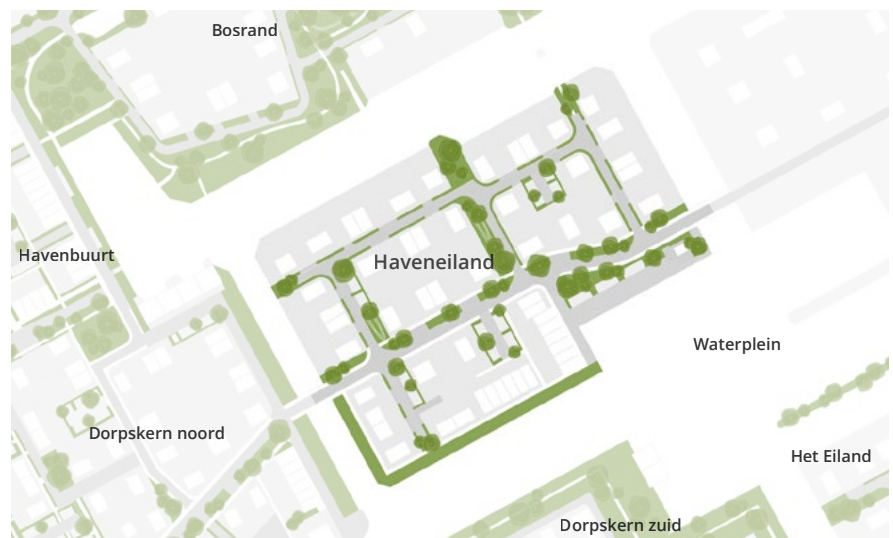 Bosrand
Havenbuurt
Haveneiland
Waterplein
Dorpskern noord
Het Eiland
Dorpskern zuid